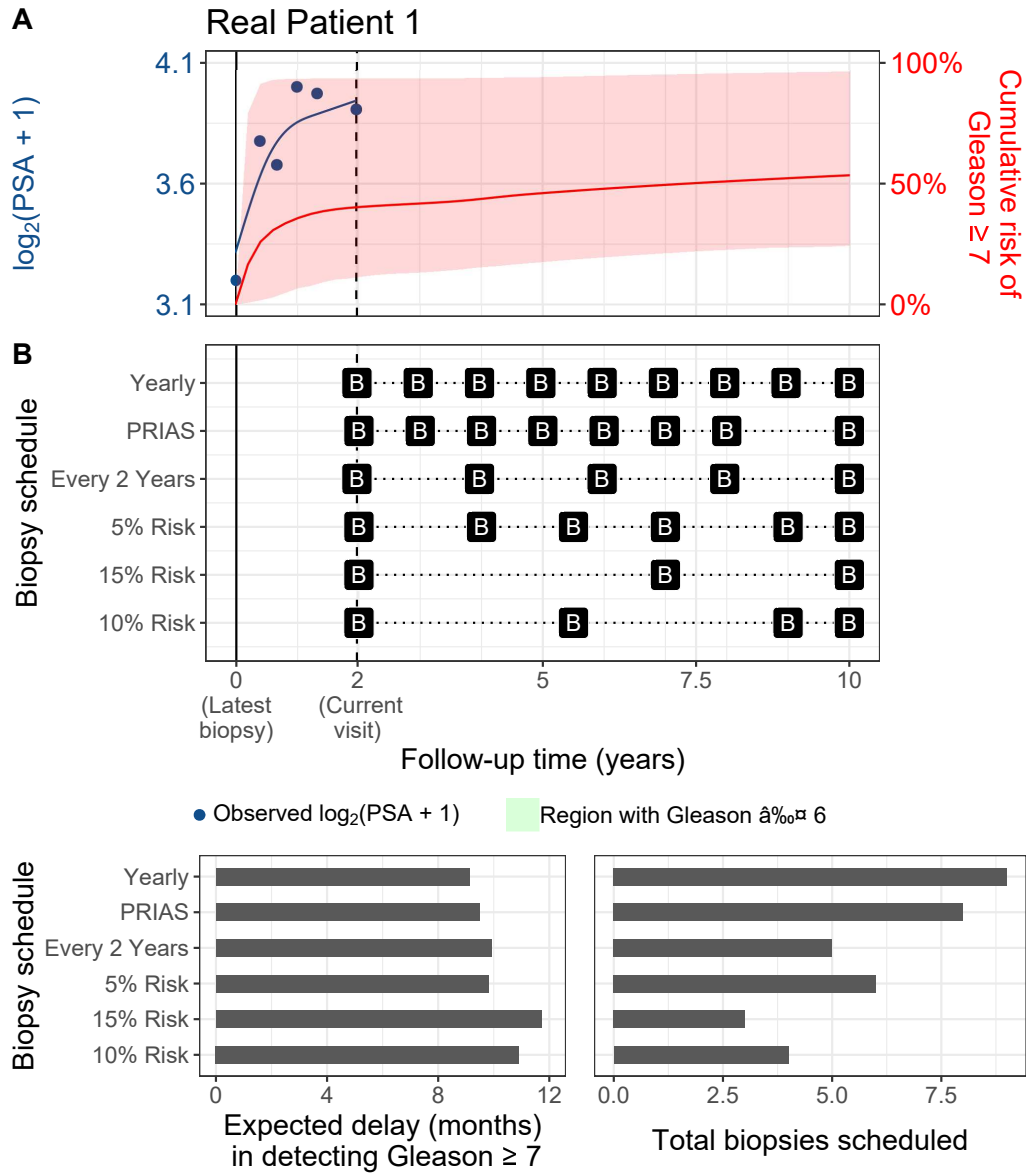 A
Real Patient 1
4.1
3.6
3.1
log₂(PSA + 1)
100%
50%
0%
Cumulative risk of
Gleason ≥ 7
B
Biopsy schedule
Yearly
B B B B B B B B B
PRIAS
B B B B B B B B
Every 2 Years
B B B B B
5% Risk
B B B B B B
15% Risk
B B B
10% Risk
B B B B
0 2 5 7.5 10
(Latest biopsy)
(Current visit)
Follow-up time (years)
Observed log₂(PSA + 1)
Region with Gleason â‰¤ 6
Biopsy schedule
Yearly
PRIAS
Every 2 Years
5% Risk
15% Risk
10% Risk
0 4 8 12
Expected delay (months)
in detecting Gleason ≥ 7
0.0 2.5 5.0 7.5
Total biopsies scheduled